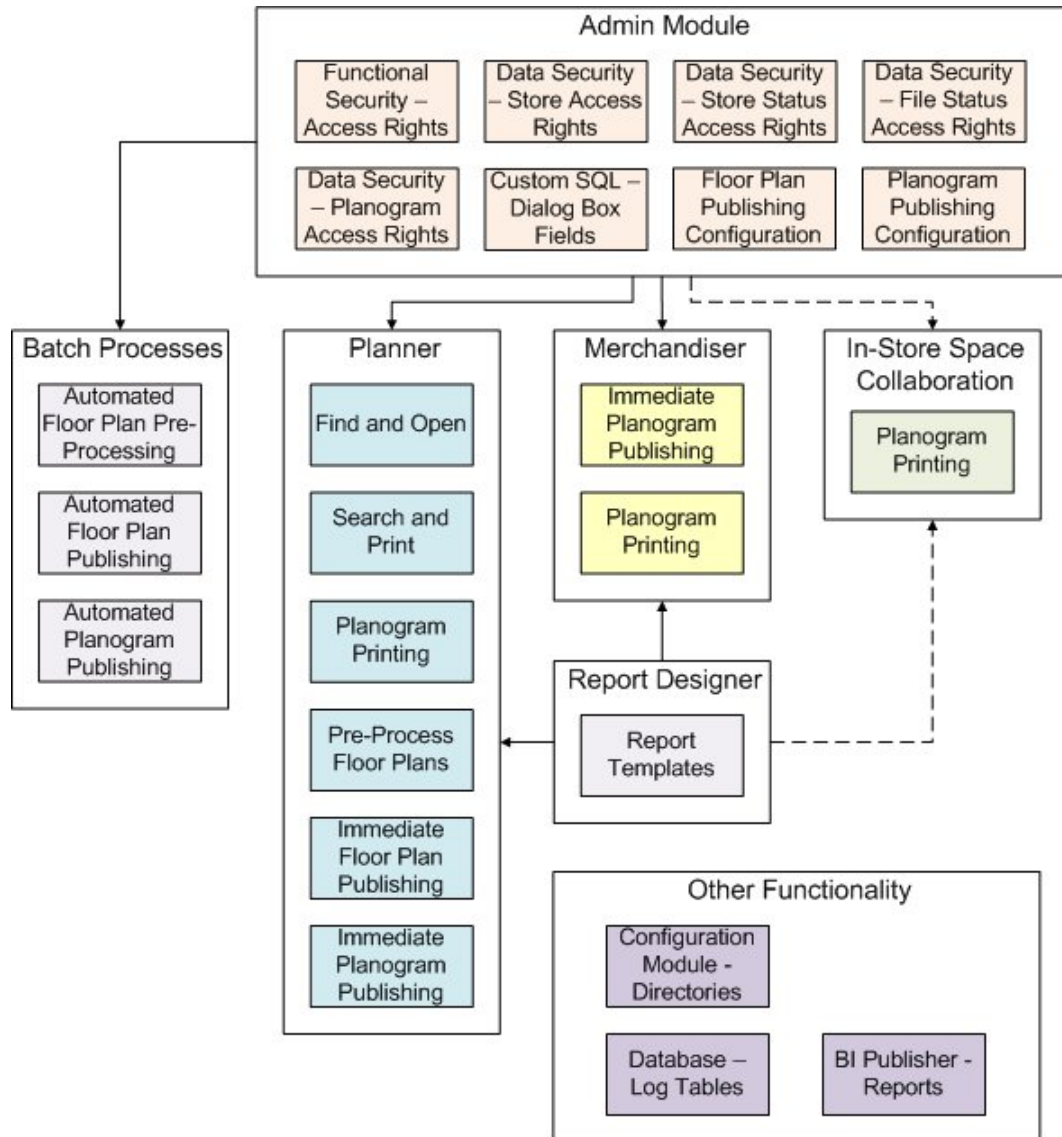 Admin Module
Functional
Security –
Access Rights
Data Security
– Store Access
Rights
Data Security
– Store Status
Access Rights
Data Security
– File Status
Access Rights
Data Security
– Planogram
Access Rights
Custom SQL –
Dialog Box
Fields
Floor Plan
Publishing
Configuration
Planogram
Publishing
Configuration
Batch Processes
Automated
Floor Plan Pre-
Processing
Automated
Floor Plan
Publishing
Automated
Planogram
Publishing
Planner
Find and Open
Search and
Print
Planogram
Printing
Pre-Process
Floor Plans
Immediate
Floor Plan
Publishing
Immediate
Planogram
Publishing
Merchandiser
Immediate
Planogram
Publishing
Planogram
Printing
In-Store Space
Collaboration
Planogram
Printing
Report Designer
Report
Templates
Other Functionality
Configuration
Module -
Directories
Database –
Log Tables
BI Publisher -
Reports